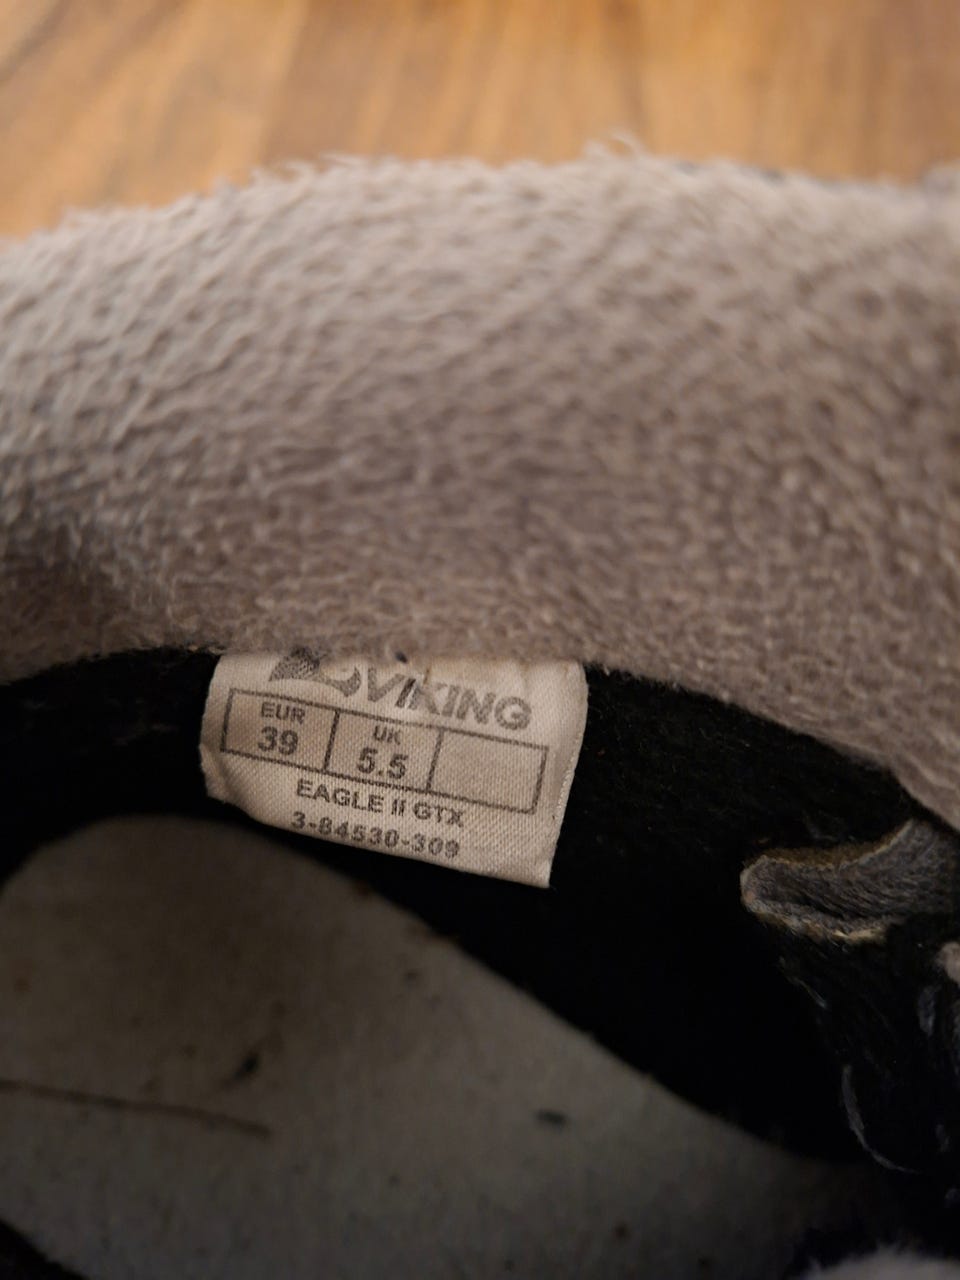 VIKING
EUR UK
39 5.5
EAGLE II GTX
3-84530-309